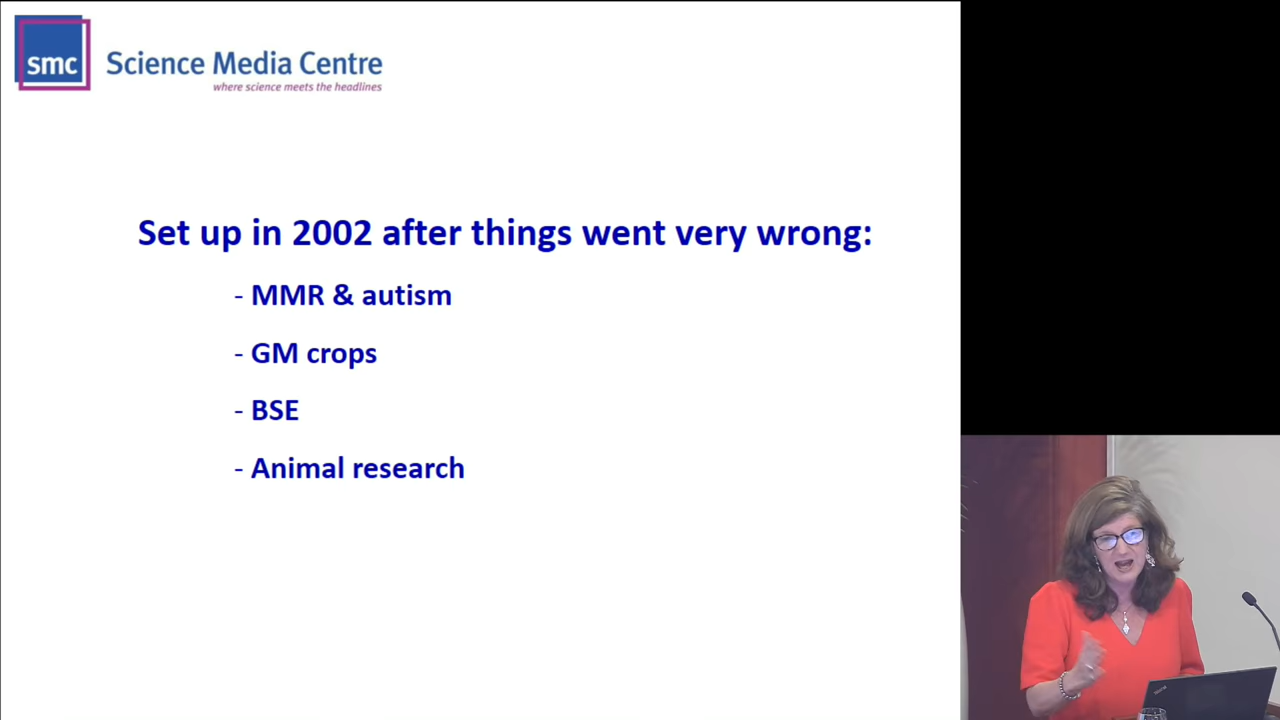 smc
Science Media Centre
where science meets the headlines
Set up in 2002 after things went very wrong:
- MMR & autism
- GM crops
- BSE
- Animal research